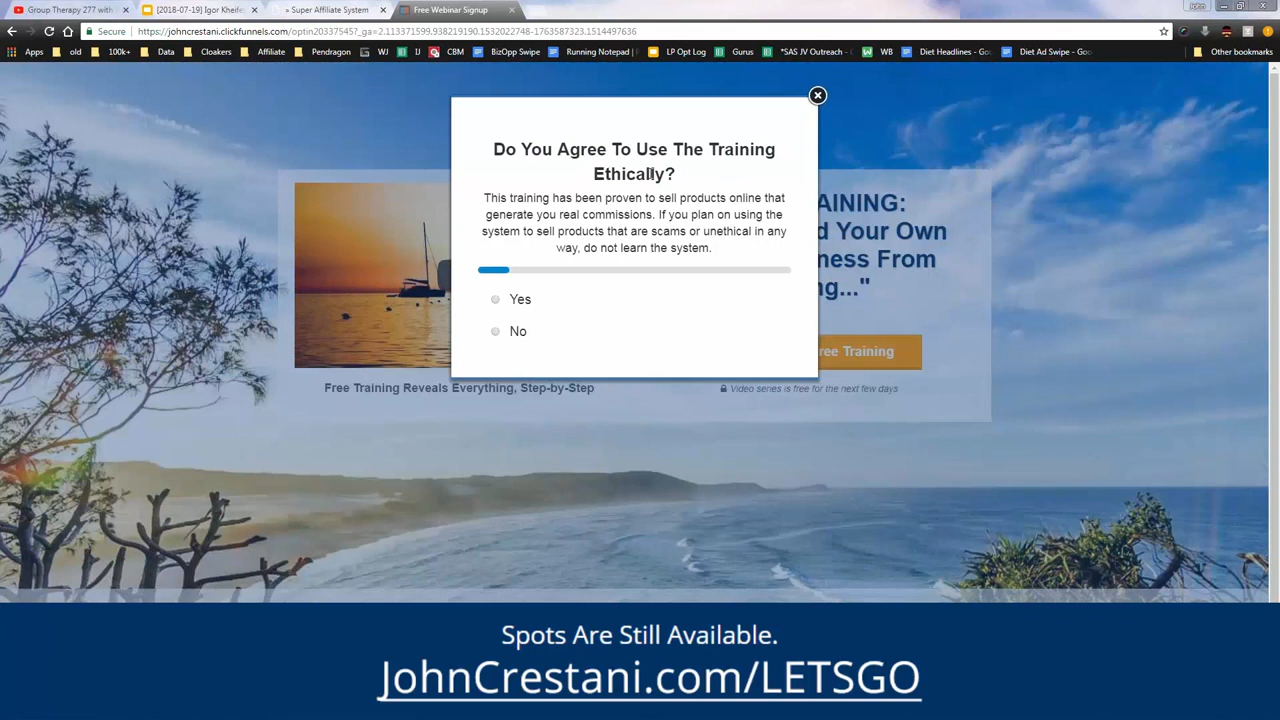 Group Therapy 277 with
[2018-07-19] Igor Kheife
» Super Affiliate System
Free Webinar Signup
John
Secure
https://johncrestani.clickfunnels.com/optin20337545?_ga=2.113371599.938219190.1532022748-1763587323.1514497636
Apps
old
100k+
Data
Cloakers
Affiliate
Pendragon
IJ
CBM
BizOpp Swipe
Running Notepad |
LP Opt Log
Gurus
*SAS JV Outreach - G
WB
Diet Headlines - Go
Diet Ad Swipe - Goo
Other bookmarks
Do You Agree To Use The Training
Ethically?
This training has been proven to sell products online that
generate you real commissions. If you plan on using the
system to sell products that are scams or unethical in any
way, do not learn the system.
Yes
No
AINING:
d Your Own
ness From
ng..."
ree Training
Free Training Reveals Everything, Step-by-Step
Video series is free for the next few days
Spots Are Still Available.
JohnCrestani.com/LETSGO